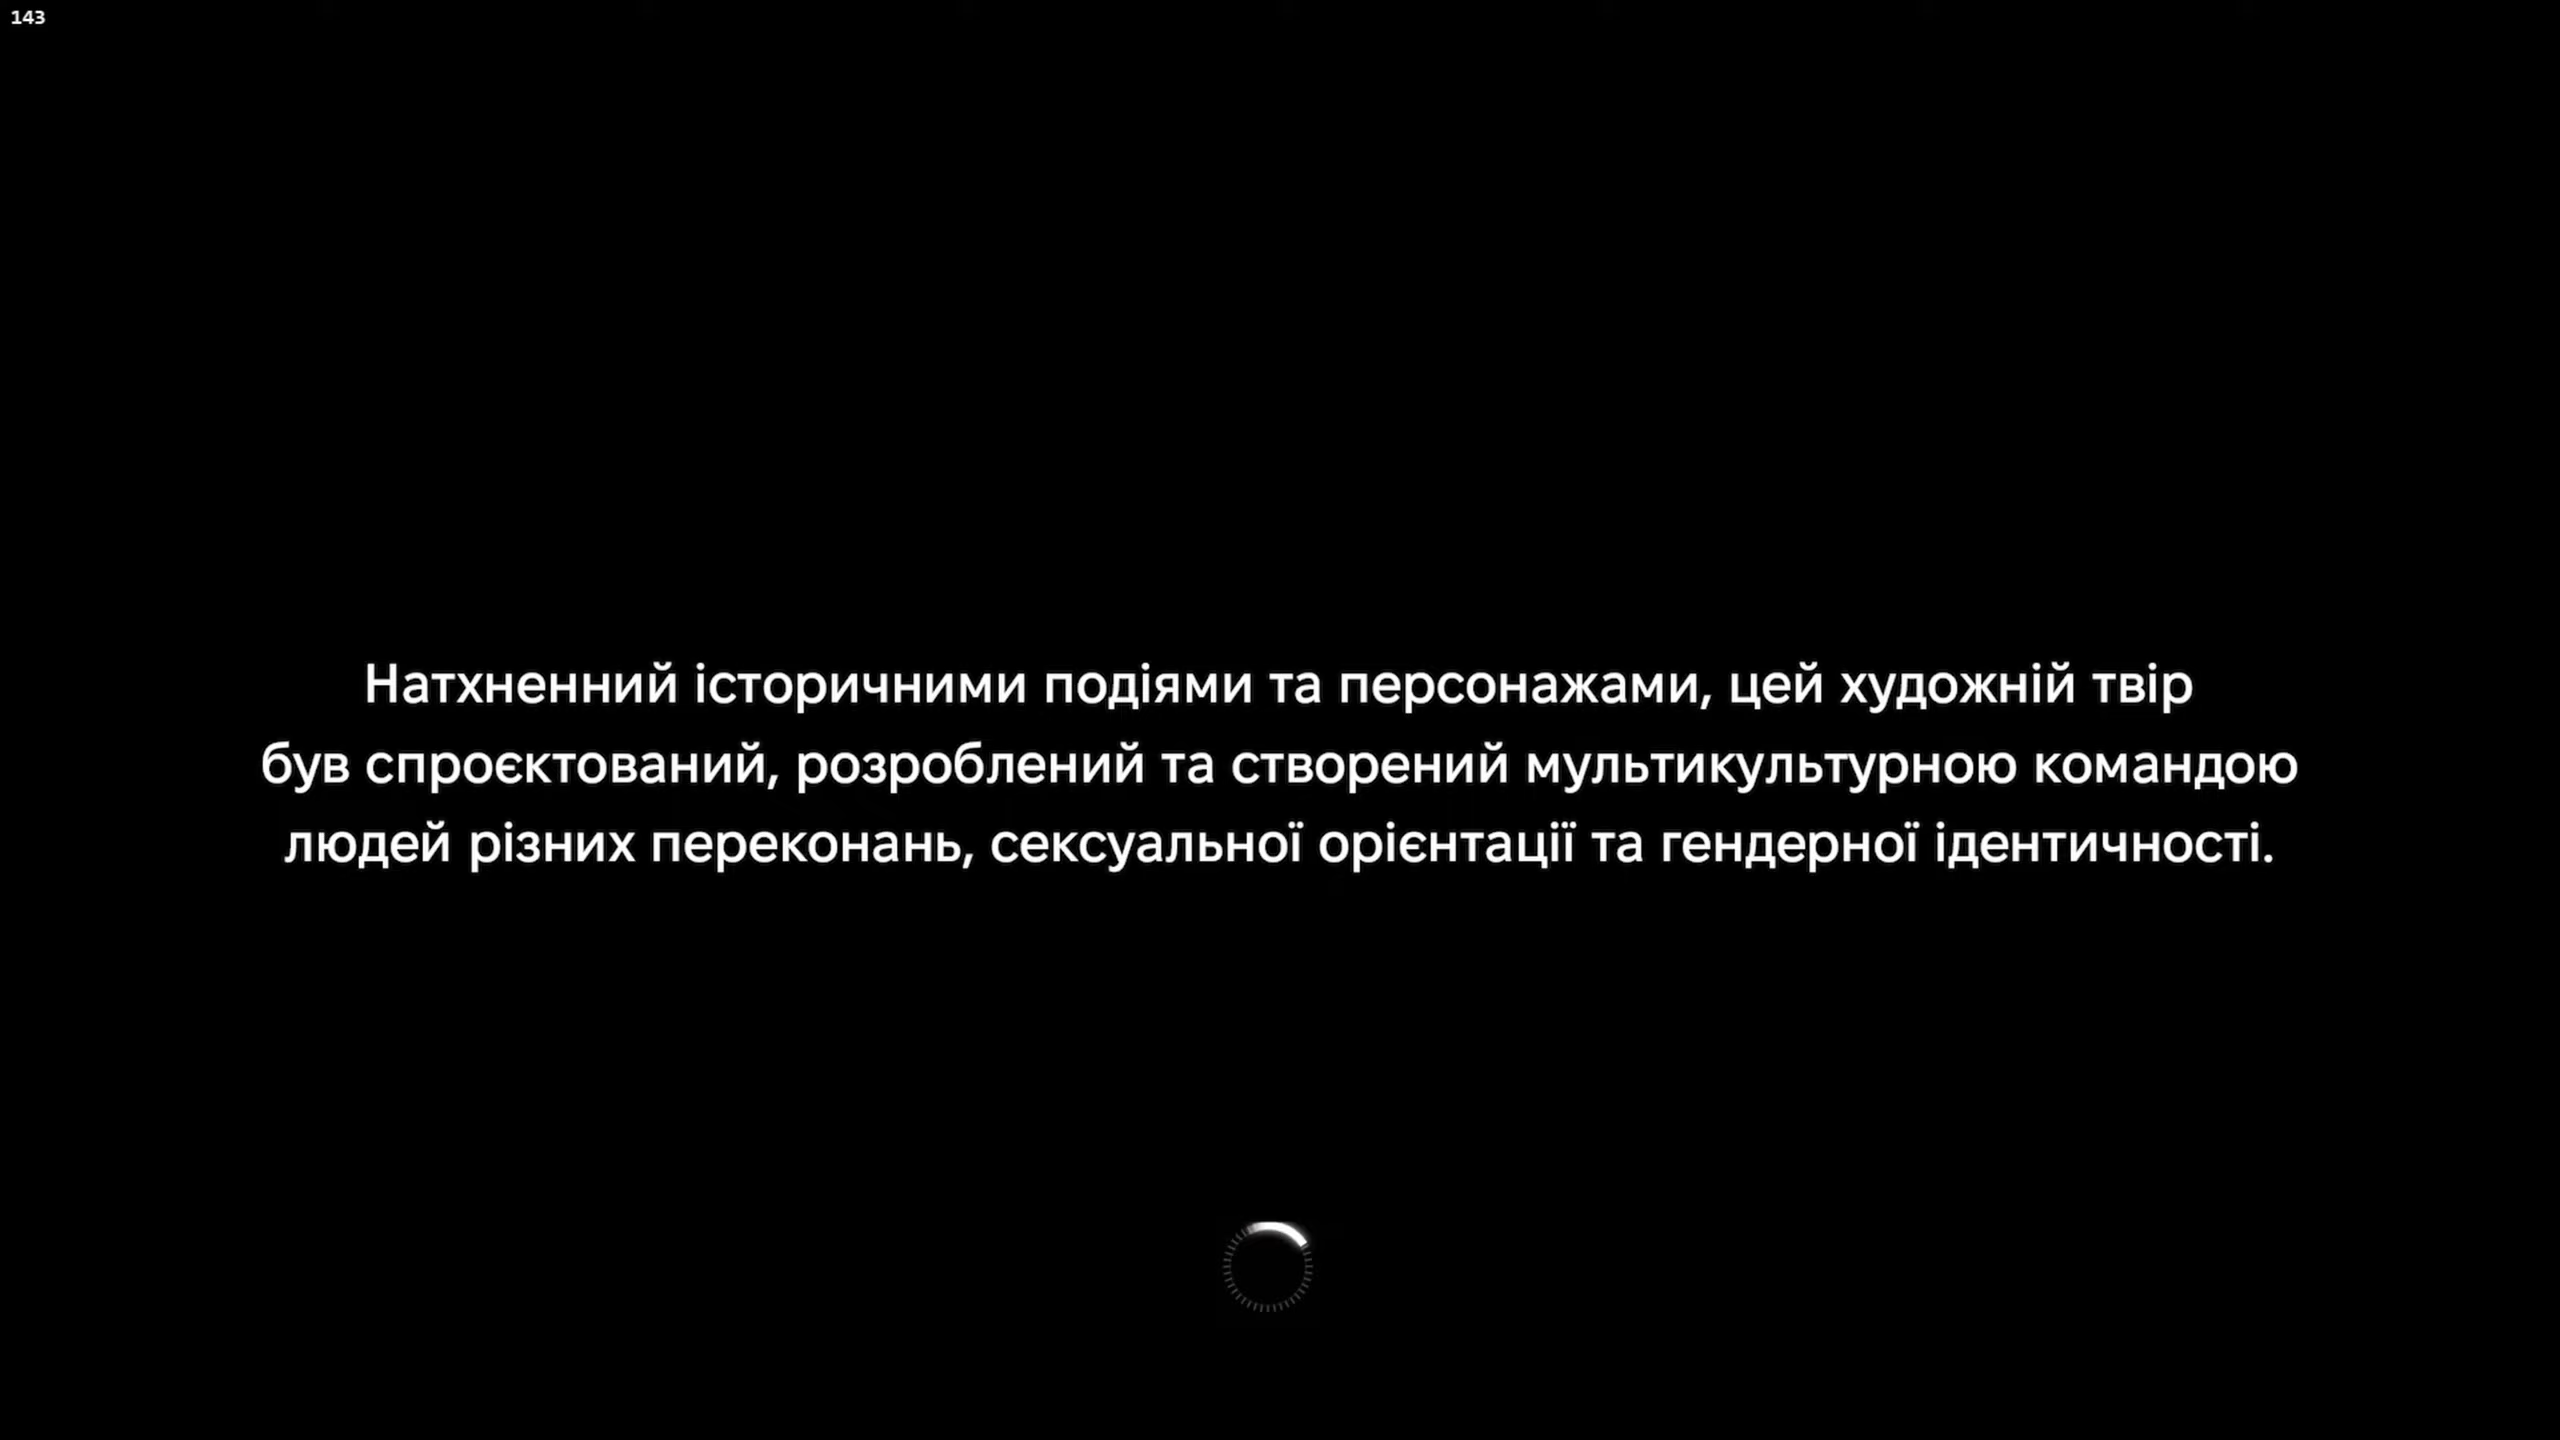 143
Натхненний історичними подіями та персонажами, цей художній твір
був спроєктований, розроблений та створений мультикультурною командою
людей різних переконань, сексуальної орієнтації та гендерної ідентичності.